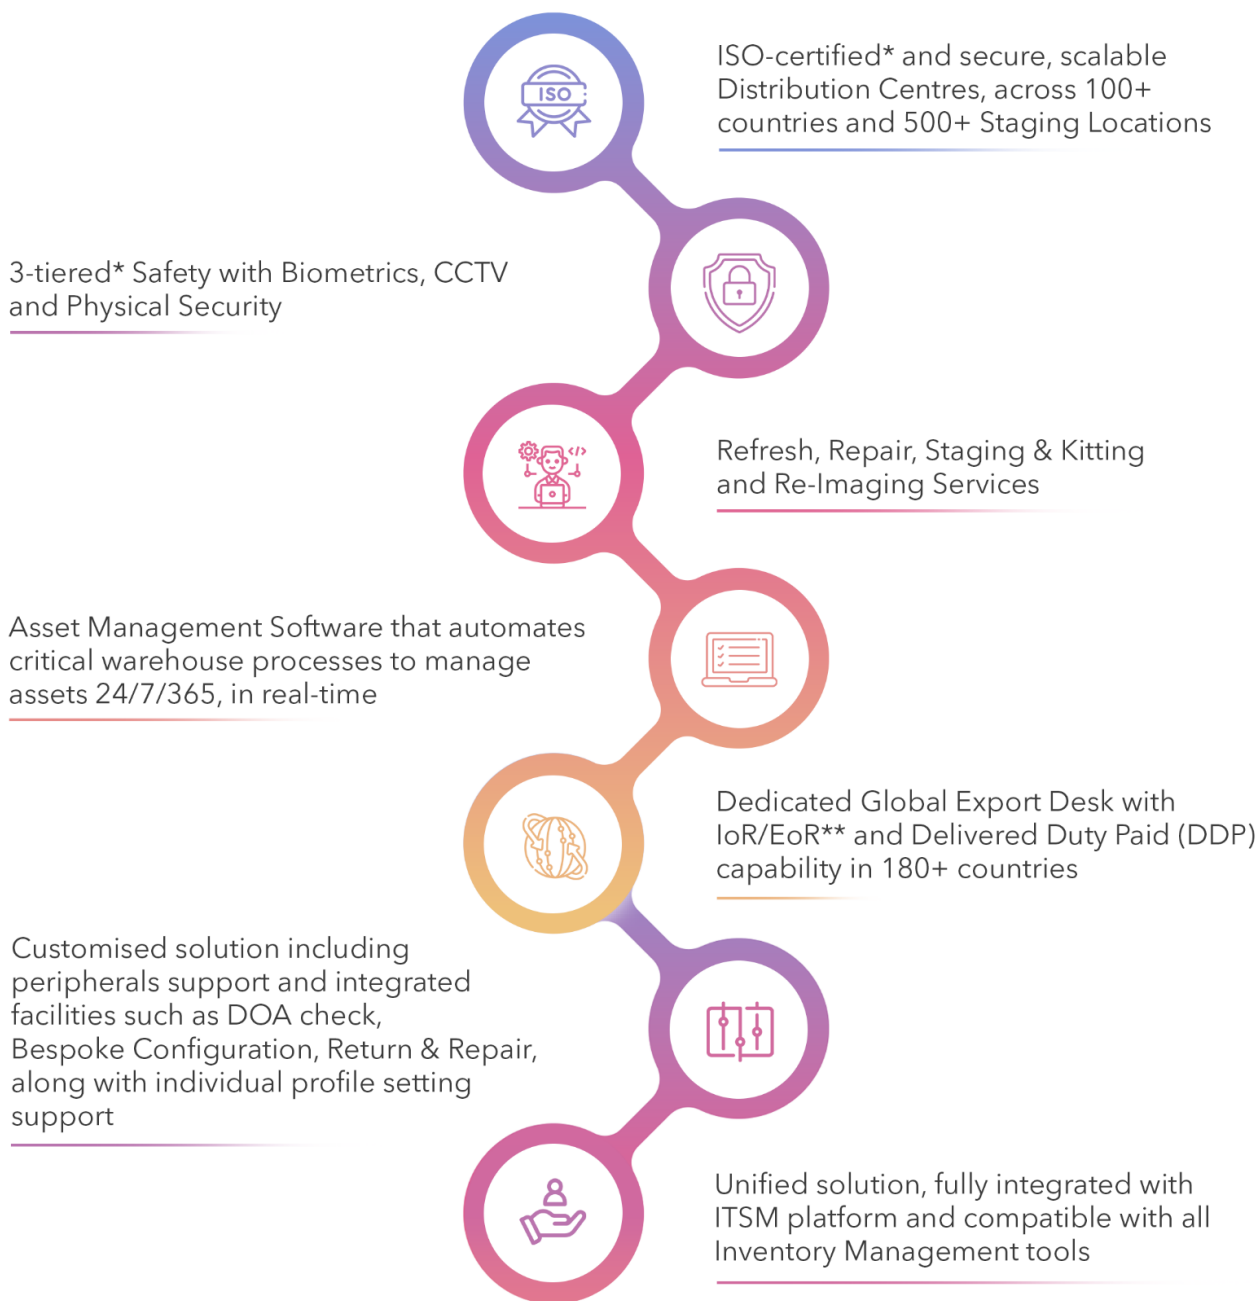 ISO
ISO-certified* and secure, scalable
Distribution Centres, across 100+
countries and 500+ Staging Locations
3-tiered* Safety with Biometrics, CCTV
and Physical Security
</>
Refresh, Repair, Staging & Kitting
and Re-Imaging Services
Asset Management Software that automates
critical warehouse processes to manage
assets 24/7/365, in real-time
Dedicated Global Export Desk with
IoR/EoR** and Delivered Duty Paid (DDP)
capability in 180+ countries
Customised solution including
peripherals support and integrated
facilities such as DOA check,
Bespoke Configuration, Return & Repair,
along with individual profile setting
support
Unified solution, fully integrated with
ITSM platform and compatible with all
Inventory Management tools